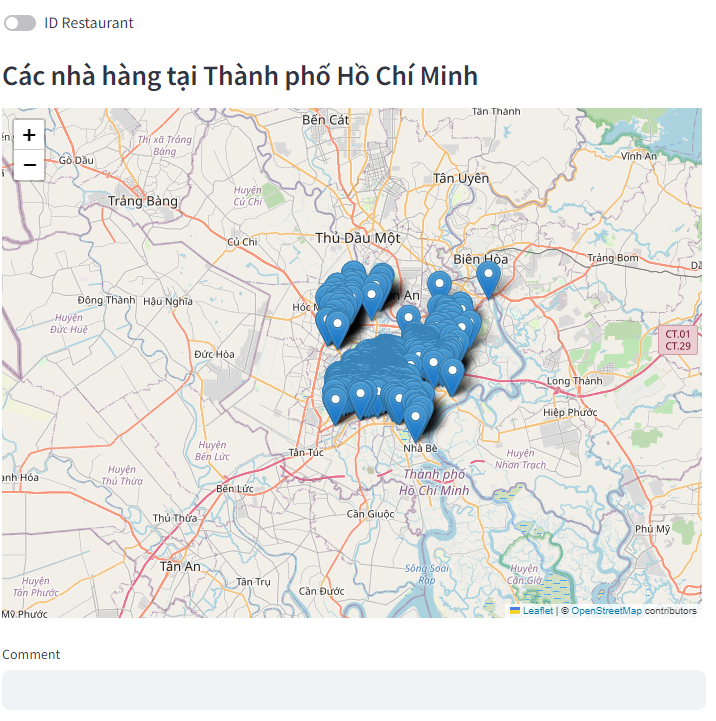 ID Restaurant
Các nhà hàng tại Thành phố Hồ Chí Minh
+
−
Bến Cát
Tân Thành
Thị xã Trảng
Bàng
Gò Dầu
Vĩnh An
Tân Uyên
Huyện
Củ Chi
Trảng Bàng
Củ Chi
Thủ Dầu Một
Biên Hòa
Trảng Bom
Đông Thành
Hậu Nghĩa
Hóc
An
Huyện
Đức Huệ
CT.01
CT.29
Đức Hòa
Long Thành
Hiệp Phước
Huyện
Bến Lức
Tân Túc
Nhà Bè
Huyện
Nhơn Trạch
Huyện
Thủ Thừa
Thành phố
Hồ Chí Minh
ạnh Hóa
Bến Lức
Cần Giuộc
Thủ Thừa
Phú Mỹ
Tân An
Sông Soài
Rạp
Huyện
Cần Giờ
Huyện
Tân Phước
Tân Trụ
Cần Đước
Mỹ Phước
Leaflet | © OpenStreetMap contributors
Comment